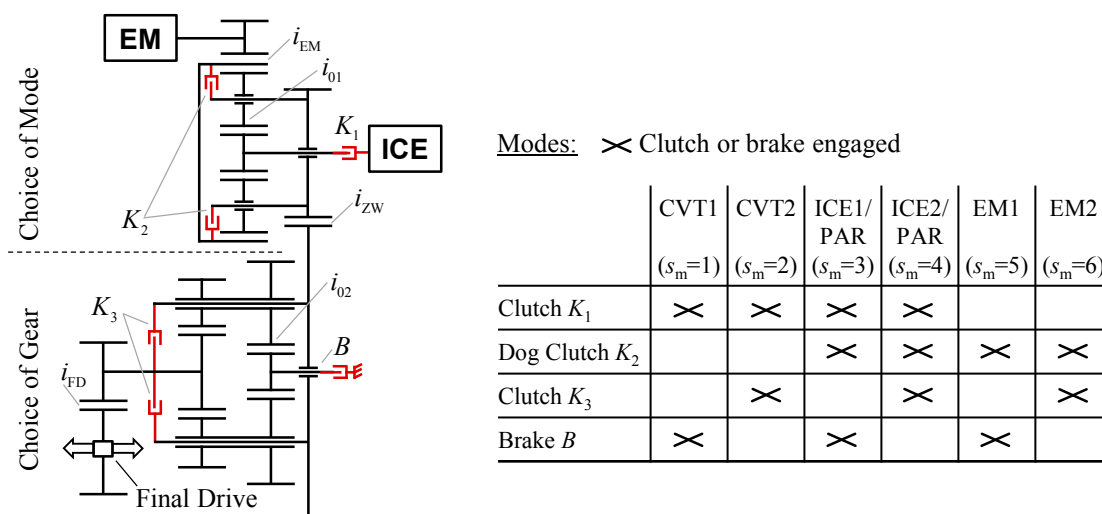 EM
i_EM
i_01
Choice of Mode
K_1
ICE
K_2
i_ZW
i_02
K_3
B
Choice of Gear
i_FD
Final Drive
Modes: ✕ Clutch or brake engaged
CVT1 CVT2 ICE1/ ICE2/ EM1 EM2
PAR PAR
(s_m=1) (s_m=2) (s_m=3) (s_m=4) (s_m=5) (s_m=6)
Clutch K_1 ✕ ✕ ✕ ✕
Dog Clutch K_2 ✕ ✕ ✕ ✕
Clutch K_3 ✕ ✕ ✕
Brake B ✕ ✕ ✕